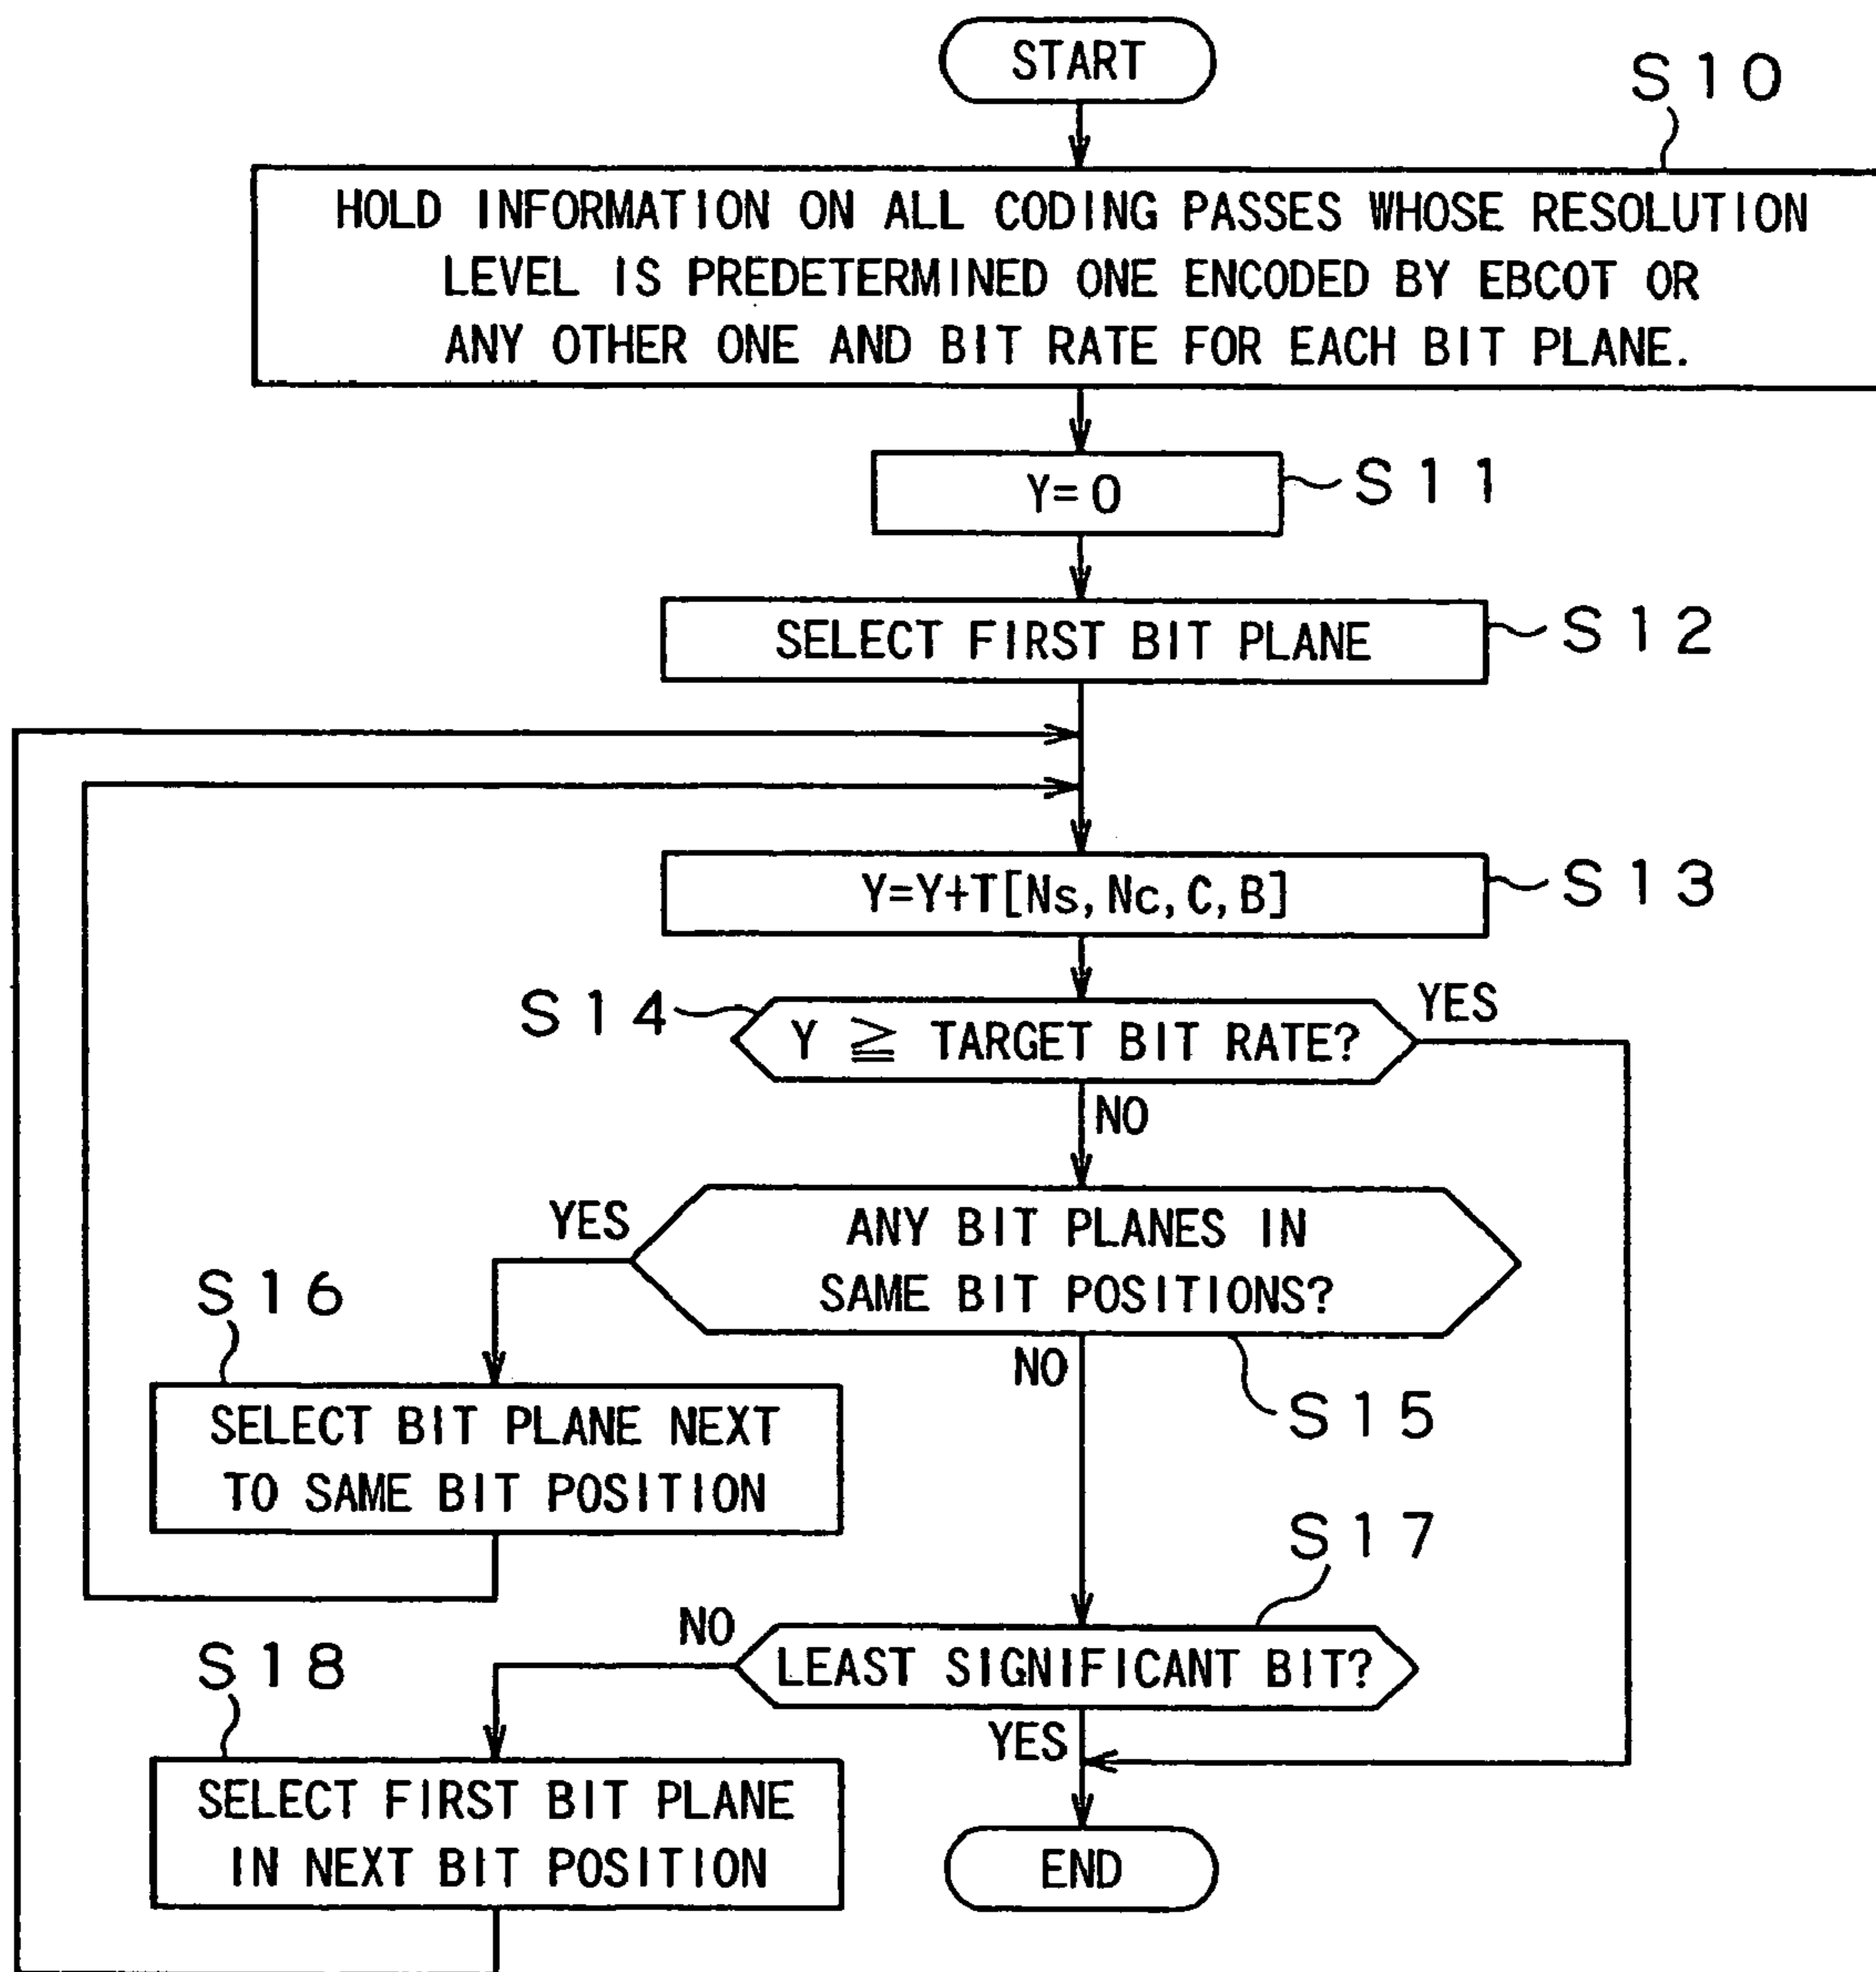 START
S10
HOLD INFORMATION ON ALL CODING PASSES WHOSE RESOLUTION
LEVEL IS PREDETERMINED ONE ENCODED BY EBCOT OR
ANY OTHER ONE AND BIT RATE FOR EACH BIT PLANE.
Y=0
S11
SELECT FIRST BIT PLANE
S12
Y=Y+T[Ns, Nc, C, B]
S13
S14
Y ≧ TARGET BIT RATE?
YES
NO
YES
ANY BIT PLANES IN
SAME BIT POSITIONS?
S16
NO
S15
SELECT BIT PLANE NEXT
TO SAME BIT POSITION
S17
NO
LEAST SIGNIFICANT BIT?
S18
YES
SELECT FIRST BIT PLANE
IN NEXT BIT POSITION
END